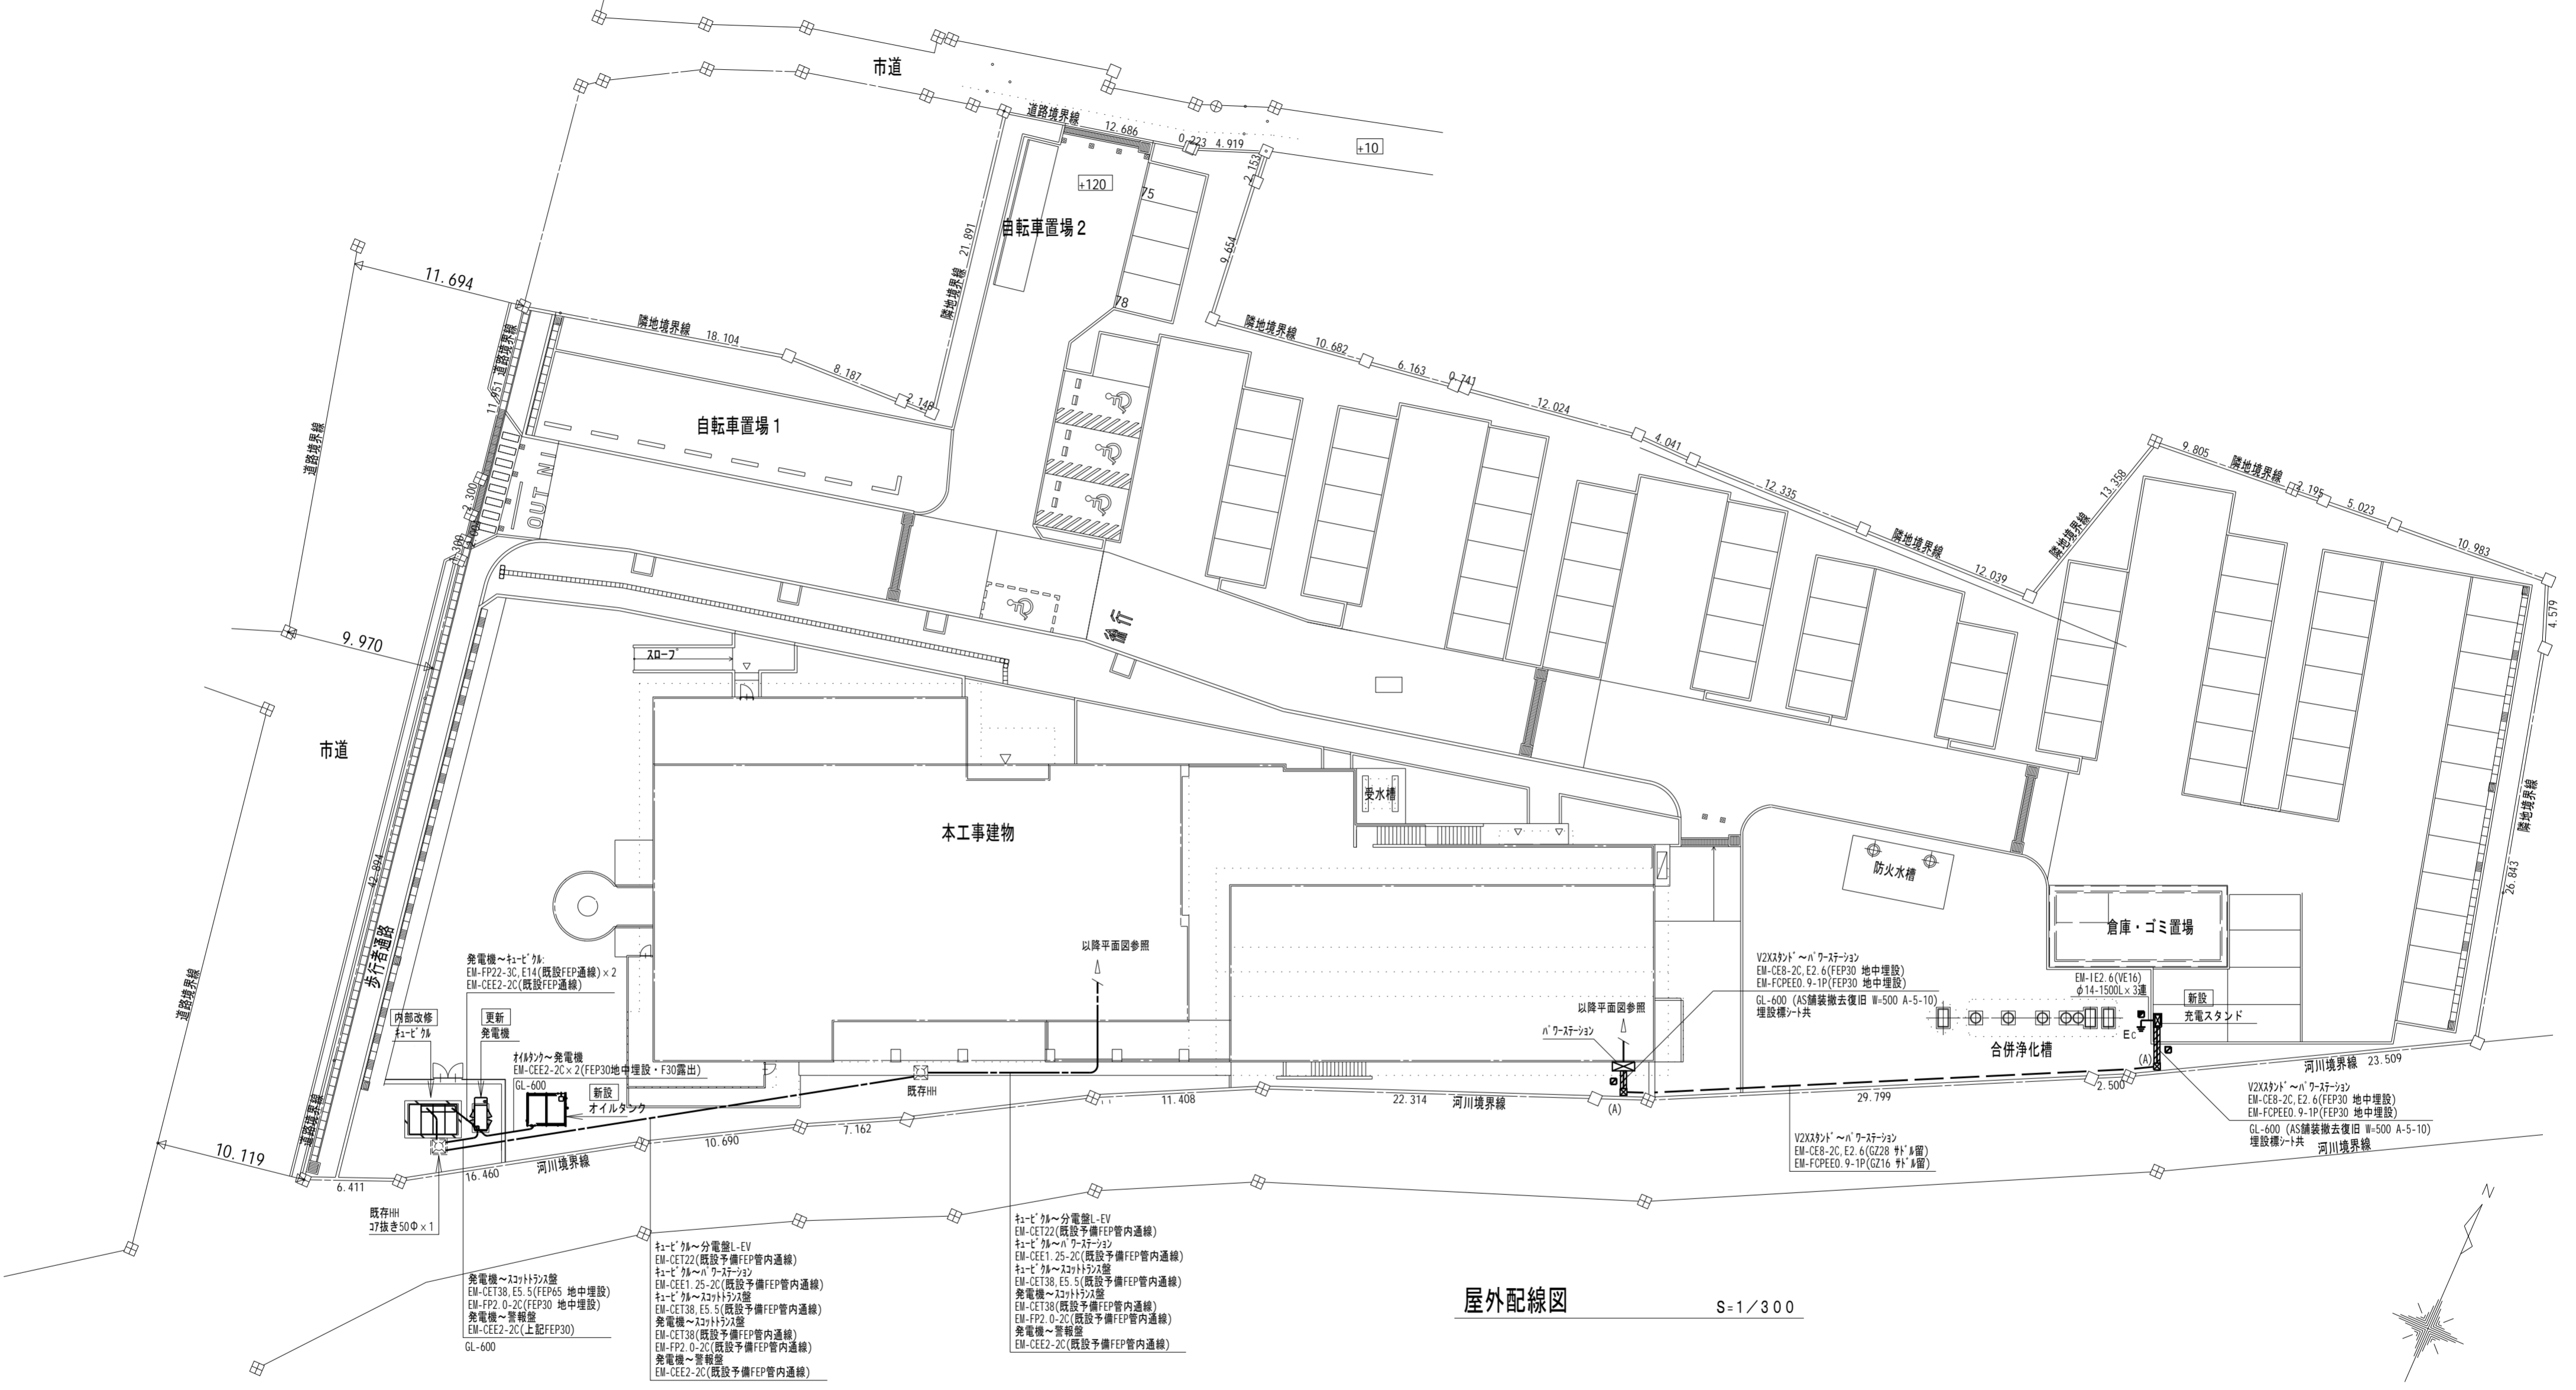 市道
道路境界線
12.686
0.223
4.919
+10
2.153
+120
75
自転車置場２
9.654
21.891
隣地境界線
78
11.694
隣地境界線
18.104
8.187
2.148
隣地境界線
10.682
6.163
0.741
12.024
4.041
12.335
隣地境界線
12.039
隣地境界線
13.358
9.805
隣地境界線
2.195
5.023
10.983
4.579
道路境界線
11.951
自転車置場１
道路境界線
OUT
IN
2.300
9.970
スロープ
市道
受水槽
本工事建物
防火水槽
隣地境界線
26.843
倉庫・ゴミ置場
42.894
歩行者通路
道路境界線
以降平面図参照
発電機～キュービクル:
EM-FP22-3C,E14(既設FEP通線)×2
EM-CEE2-2C(既設FEP通線)
内部改修
キュービクル
更新
発電機
オイルタンク～発電機
EM-CEE2-2C×2(FEP30地中埋設・F30露出)
GL-600
新設
オイルタンク
既存HH
以降平面図参照
パワーステーション
V2Xスタンド～パワーステーション
EM-CE8-2C,E2.6(FEP30 地中埋設)
EM-FCPEE0.9-1P(FEP30 地中埋設)
GL-600 (AS舗装撤去復旧 W=500 A-5-10)
埋設標シート共
EM-IE2.6(VE16)
φ14-1500L×3連
新設
充電スタンド
Ec
合併浄化槽
(A)
河川境界線
23.509
2.500
29.799
(A)
河川境界線
22.314
11.408
7.162
10.690
河川境界線
16.460
6.411
道路境界線
10.119
既存HH
コア抜き50Φ×1
V2Xスタンド～パワーステーション
EM-CE8-2C,E2.6(GZ28 サドル留)
EM-FCPEE0.9-1P(GZ16 サドル留)
V2Xスタンド～パワーステーション
EM-CE8-2C,E2.6(FEP30 地中埋設)
EM-FCPEE0.9-1P(FEP30 地中埋設)
GL-600 (AS舗装撤去復旧 W=500 A-5-10)
埋設標シート共
河川境界線
発電機～スコットトランス盤
EM-CET38,E5.5(FEP65 地中埋設)
EM-FP2.0-2C(FEP30 地中埋設)
発電機～警報盤
EM-CEE2-2C(上記FEP30)
GL-600
キュービクル～分電盤L-EV
EM-CET22(既設予備FEP管内通線)
キュービクル～パワーステーション
EM-CEE1.25-2C(既設予備FEP管内通線)
キュービクル～スコットトランス盤
EM-CET38,E5.5(既設予備FEP管内通線)
発電機～スコットトランス盤
EM-CET38(既設予備FEP管内通線)
EM-FP2.0-2C(既設予備FEP管内通線)
発電機～警報盤
EM-CEE2-2C(既設予備FEP管内通線)
キュービクル～分電盤L-EV
EM-CET22(既設予備FEP管内通線)
キュービクル～パワーステーション
EM-CEE1.25-2C(既設予備FEP管内通線)
キュービクル～スコットトランス盤
EM-CET38,E5.5(既設予備FEP管内通線)
発電機～スコットトランス盤
EM-CET38(既設予備FEP管内通線)
EM-FP2.0-2C(既設予備FEP管内通線)
発電機～警報盤
EM-CEE2-2C(既設予備FEP管内通線)
屋外配線図
S=1／300
N